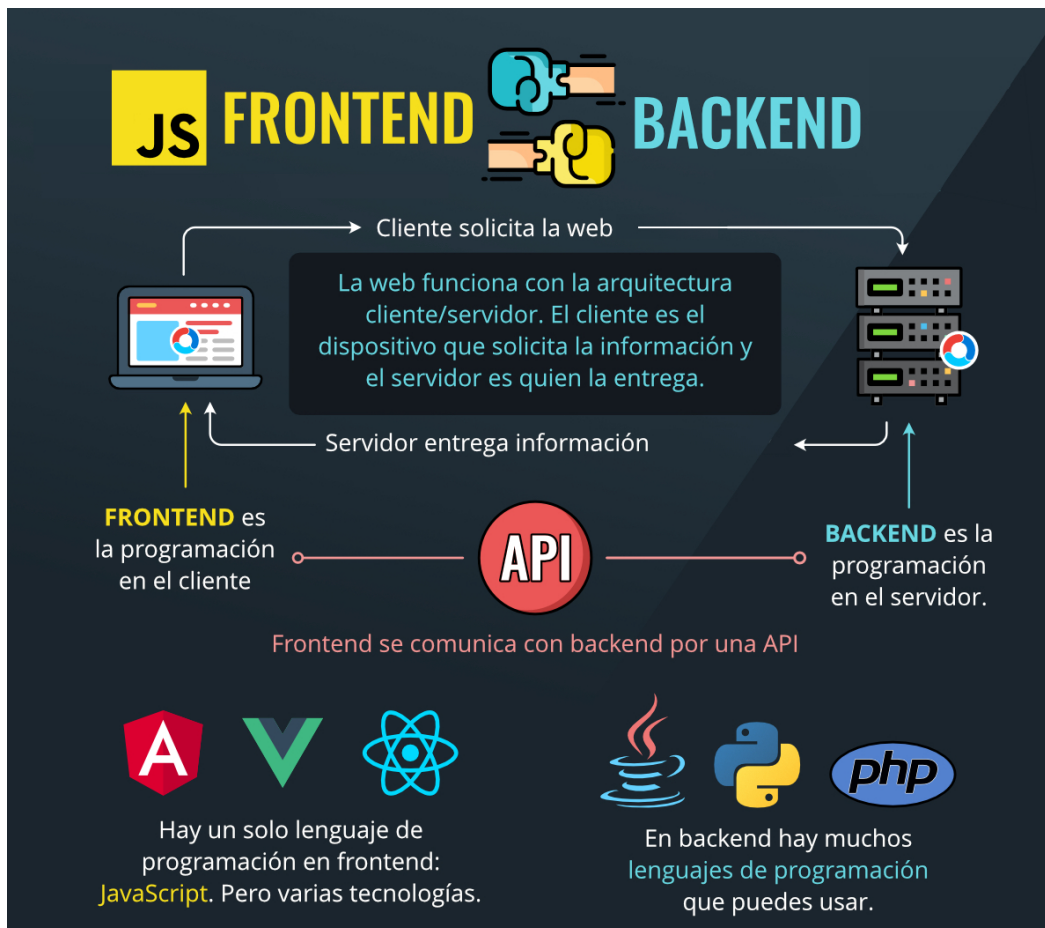 JS FRONTEND BACKEND
Cliente solicita la web
La web funciona con la arquitectura
cliente/servidor. El cliente es el
dispositivo que solicita la información y
el servidor es quien la entrega.
Servidor entrega información
FRONTEND es
la programación
en el cliente
API
BACKEND es la
programación
en el servidor.
Frontend se comunica con backend por una API
A
Hay un solo lenguaje de
programación en frontend:
JavaScript. Pero varias tecnologías.
php
En backend hay muchos
lenguajes de programación
que puedes usar.